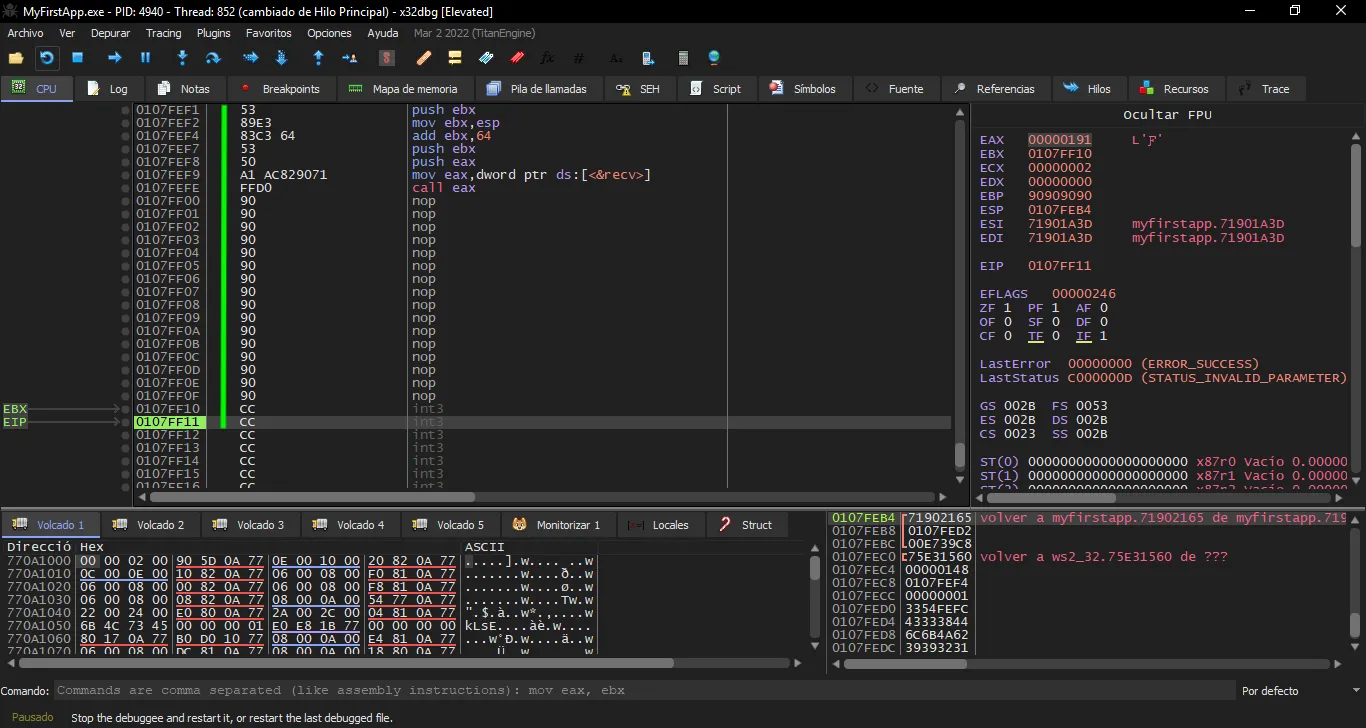 MyFirstApp.exe - PID: 4940 - Thread: 852 (cambiado de Hilo Principal) - x32dbg [Elevated]
Archivo Ver Depurar Tracing Plugins Favoritos Opciones Ayuda Mar 2 2022 (TitanEngine)
CPU Log Notas Breakpoints Mapa de memoria Pila de llamadas SEH Script Símbolos Fuente Referencias Hilos Recursos Trace
0107FEF1 53 push ebx
0107FEF2 89E3 mov ebx,esp
0107FEF4 83C3 64 add ebx,64
0107FEF7 53 push ebx
0107FEF8 50 push eax
0107FEF9 A1 AC829071 mov eax,dword ptr ds:[<&recv>]
0107FEFE FFD0 call eax
0107FF00 90 nop
0107FF01 90 nop
0107FF02 90 nop
0107FF03 90 nop
0107FF04 90 nop
0107FF05 90 nop
0107FF06 90 nop
0107FF07 90 nop
0107FF08 90 nop
0107FF09 90 nop
0107FF0A 90 nop
0107FF0B 90 nop
0107FF0C 90 nop
0107FF0D 90 nop
0107FF0E 90 nop
0107FF0F 90 nop
EBX 0107FF10 CC int3
EIP 0107FF11 CC int3
0107FF12 CC int3
0107FF13 CC int3
0107FF14 CC int3
0107FF15 CC int3
0107FF16 CC int3
Ocultar FPU
EAX 00000191 L'Ƒ'
EBX 0107FF10
ECX 00000002
EDX 00000000
EBP 90909090
ESP 0107FEB4
ESI 71901A3D myfirstapp.71901A3D
EDI 71901A3D myfirstapp.71901A3D
EIP 0107FF11
EFLAGS 00000246
ZF 1 PF 1 AF 0
OF 0 SF 0 DF 0
CF 0 TF 0 IF 1
LastError 00000000 (ERROR_SUCCESS)
LastStatus C000000D (STATUS_INVALID_PARAMETER)
GS 002B FS 0053
ES 002B DS 002B
CS 0023 SS 002B
ST(0) 00000000000000000000 x87r0 Vacío 0.00000
ST(1) 00000000000000000000 x87r1 Vacío 0.00000
Volcado 1 Volcado 2 Volcado 3 Volcado 4 Volcado 5 Monitorizar 1 Locales Struct
Direcció Hex ASCII
770A1000 00 00 02 00 90 5D 0A 77 0E 00 10 00 20 82 0A 77 .....].w.... ..w
770A1010 0C 00 0E 00 10 82 0A 77 06 00 08 00 F0 81 0A 77 .......w....ð..w
770A1020 06 00 08 00 00 82 0A 77 06 00 08 00 F8 81 0A 77 .......w....ø..w
770A1030 06 00 08 00 08 82 0A 77 08 00 0A 00 54 77 0A 77 .......w....Tw.w
770A1040 22 00 24 00 E0 80 0A 77 2A 00 2C 00 04 81 0A 77 ".$.à..w*.,....w
770A1050 6B 4C 73 45 00 00 00 01 E0 E8 1B 77 00 00 00 00 kLsE....àè.w....
770A1060 80 17 0A 77 B0 D0 10 77 08 00 0A 00 E4 81 0A 77 ...w°Ð.w....ä..w
770A1070 06 00 08 00 DC 81 0A 77 08 00 0A 00 18 80 0A 77 ....Ü..w.......w
0107FEB4 71902165 volver a myfirstapp.71902165 de myfirstapp.719
0107FEB8 0107FED2
0107FEBC 00E739C8
0107FEC0 75E31560 volver a ws2_32.75E31560 de ???
0107FEC4 00000148
0107FEC8 0107FEF4
0107FECC 00000001
0107FED0 3354FEFC
0107FED4 43333844
0107FED8 6C6B4A62
0107FEDC 39393231
Comando: Commands are comma separated (like assembly instructions): mov eax, ebx Por defecto
Pausado Stop the debuggee and restart it, or restart the last debugged file.